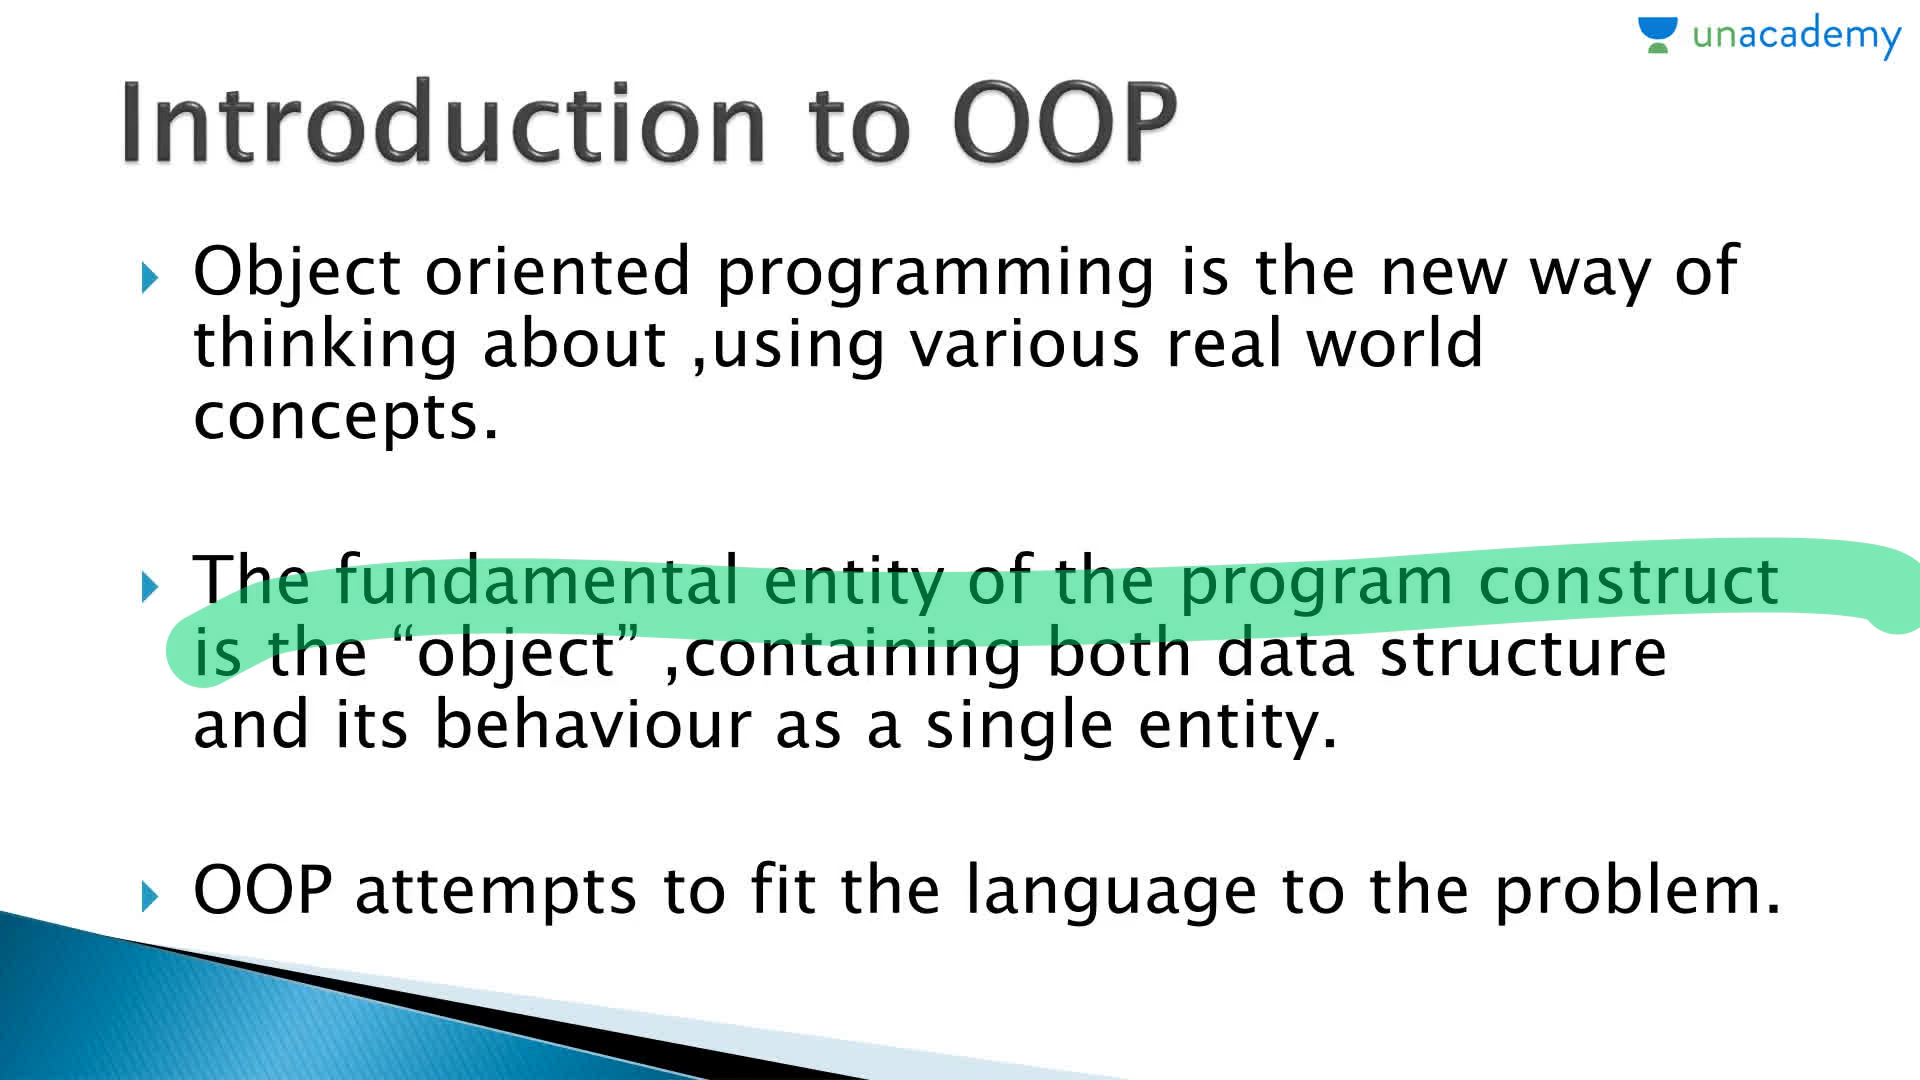 unacademy
Introduction to OOP
Object oriented programming is the new way of
thinking about ,using various real world
concepts.
The fundamental entity of the program construct
is the “object” ,containing both data structure
and its behaviour as a single entity.
OOP attempts to fit the language to the problem.